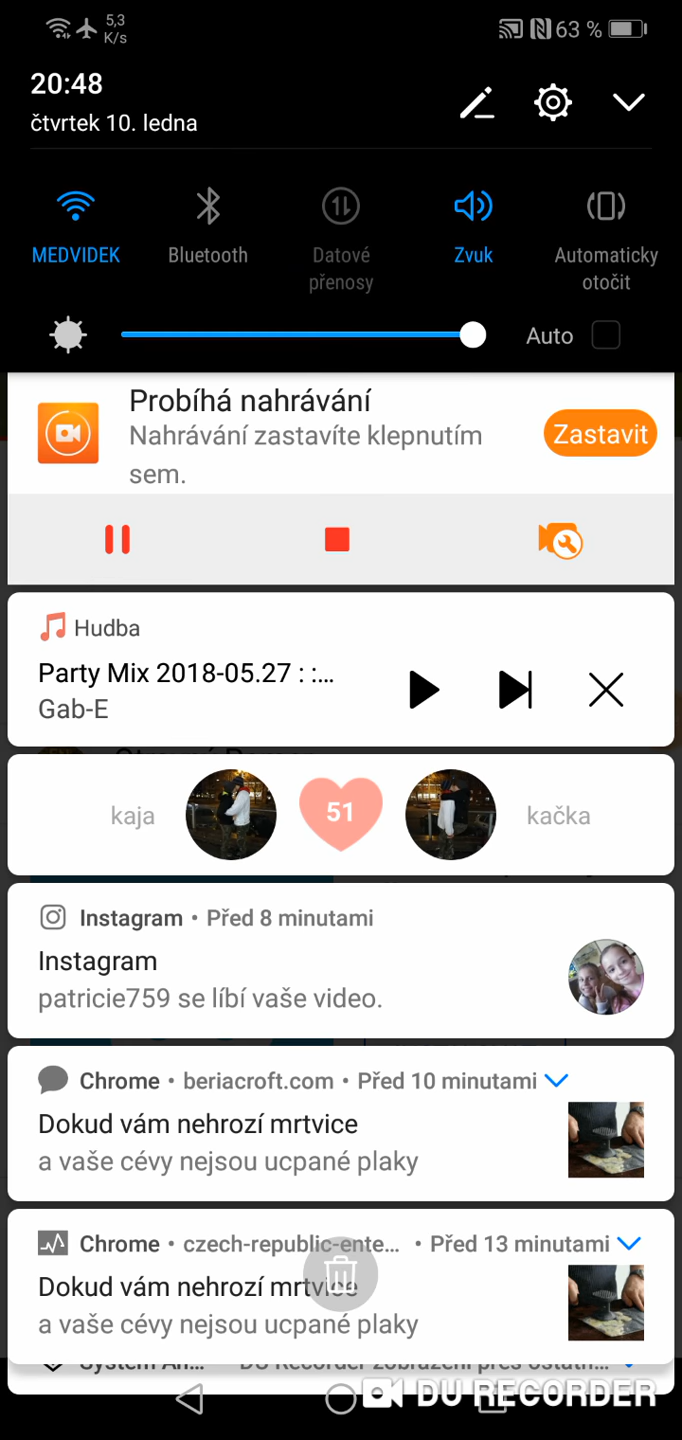 5,3
K/s
63 %
20:48
čtvrtek 10. ledna
MEDVIDEK
Bluetooth
Datové přenosy
Zvuk
Automaticky otočit
Auto
Probíhá nahrávání
Nahrávání zastavíte klepnutím
sem.
Zastavit
Hudba
Party Mix 2018-05.27 : :...
Gab-E
kaja
51
kačka
Instagram • Před 8 minutami
Instagram
patricie759 se líbí vaše video.
Chrome • beriacroft.com • Před 10 minutami
Dokud vám nehrozí mrtvice
a vaše cévy nejsou ucpané plaky
Chrome • czech-republic-ente... • Před 13 minutami
Dokud vám nehrozí mrtvice
a vaše cévy nejsou ucpané plaky
DU RECORDER